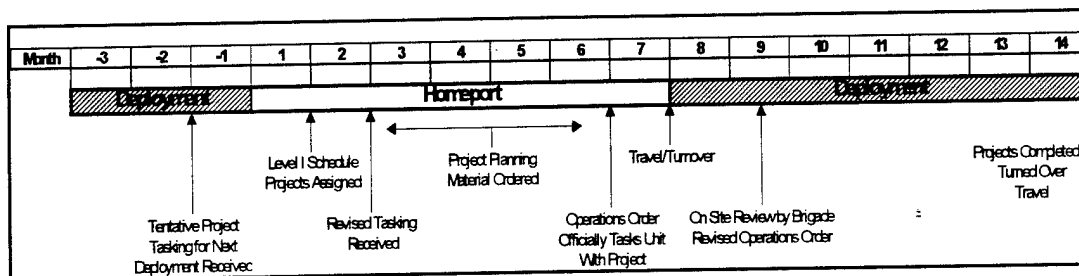 Month -3 -2 -1 1 2 3 4 5 6 7 8 9 10 11 12 13 14
Deployment Homeport Deployment
Level I Schedule
Projects Assigned
Project Planning
Material Ordered
Travel/Turnover
Projects Completed
Turned Over
Travel
Tentative Project
Tasking for Next
Deployment Received
Revised Tasking
Received
Operations Order
Officially Tasks Unit
With Project
On Site Review by Brigade
Revised Operations Order